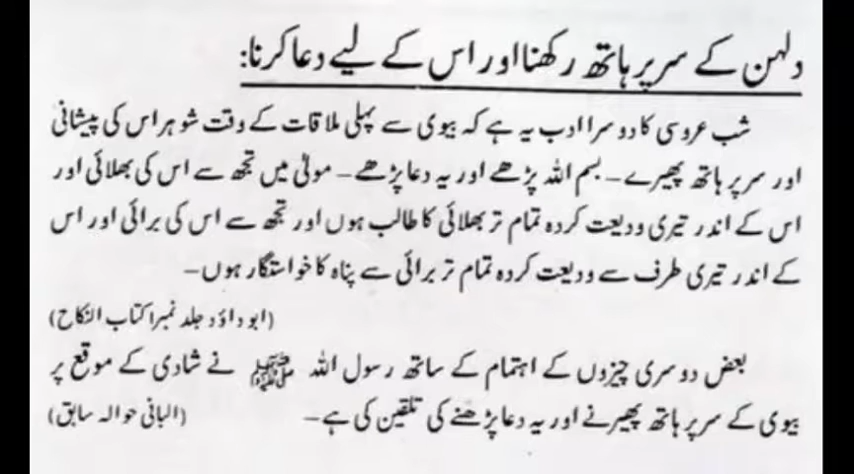 دلہن کے سر پر ہاتھ رکھنا اور اس کے لیے دعا کرنا:
شب عروسی کا دوسرا ادب یہ ہے کہ بیوی سے پہلی ملاقات کے وقت شوہر اس کی پیشانی
اور سر پر ہاتھ پھیرے۔ بسم اللہ پڑھے اور یہ دعا پڑھے۔ مولیٰ میں تجھ سے اس کی بھلائی اور
اس کے اندر تیری ودیعت کردہ تمام تر بھلائی کا طالب ہوں اور تجھ سے اس کی برائی اور اس
کے اندر تیری طرف سے ودیعت کردہ تمام تر برائی سے پناہ کا خواستگار ہوں۔
(ابوداؤد جلد نمبر۱ کتاب النکاح)
بعض دوسری چیزوں کے اہتمام کے ساتھ رسول اللہ ﷺ نے شادی کے موقع پر
بیوی کے سر پر ہاتھ پھیرنے اور یہ دعا پڑھنے کی تلقین کی ہے۔ (البانی حوالہ سابق)